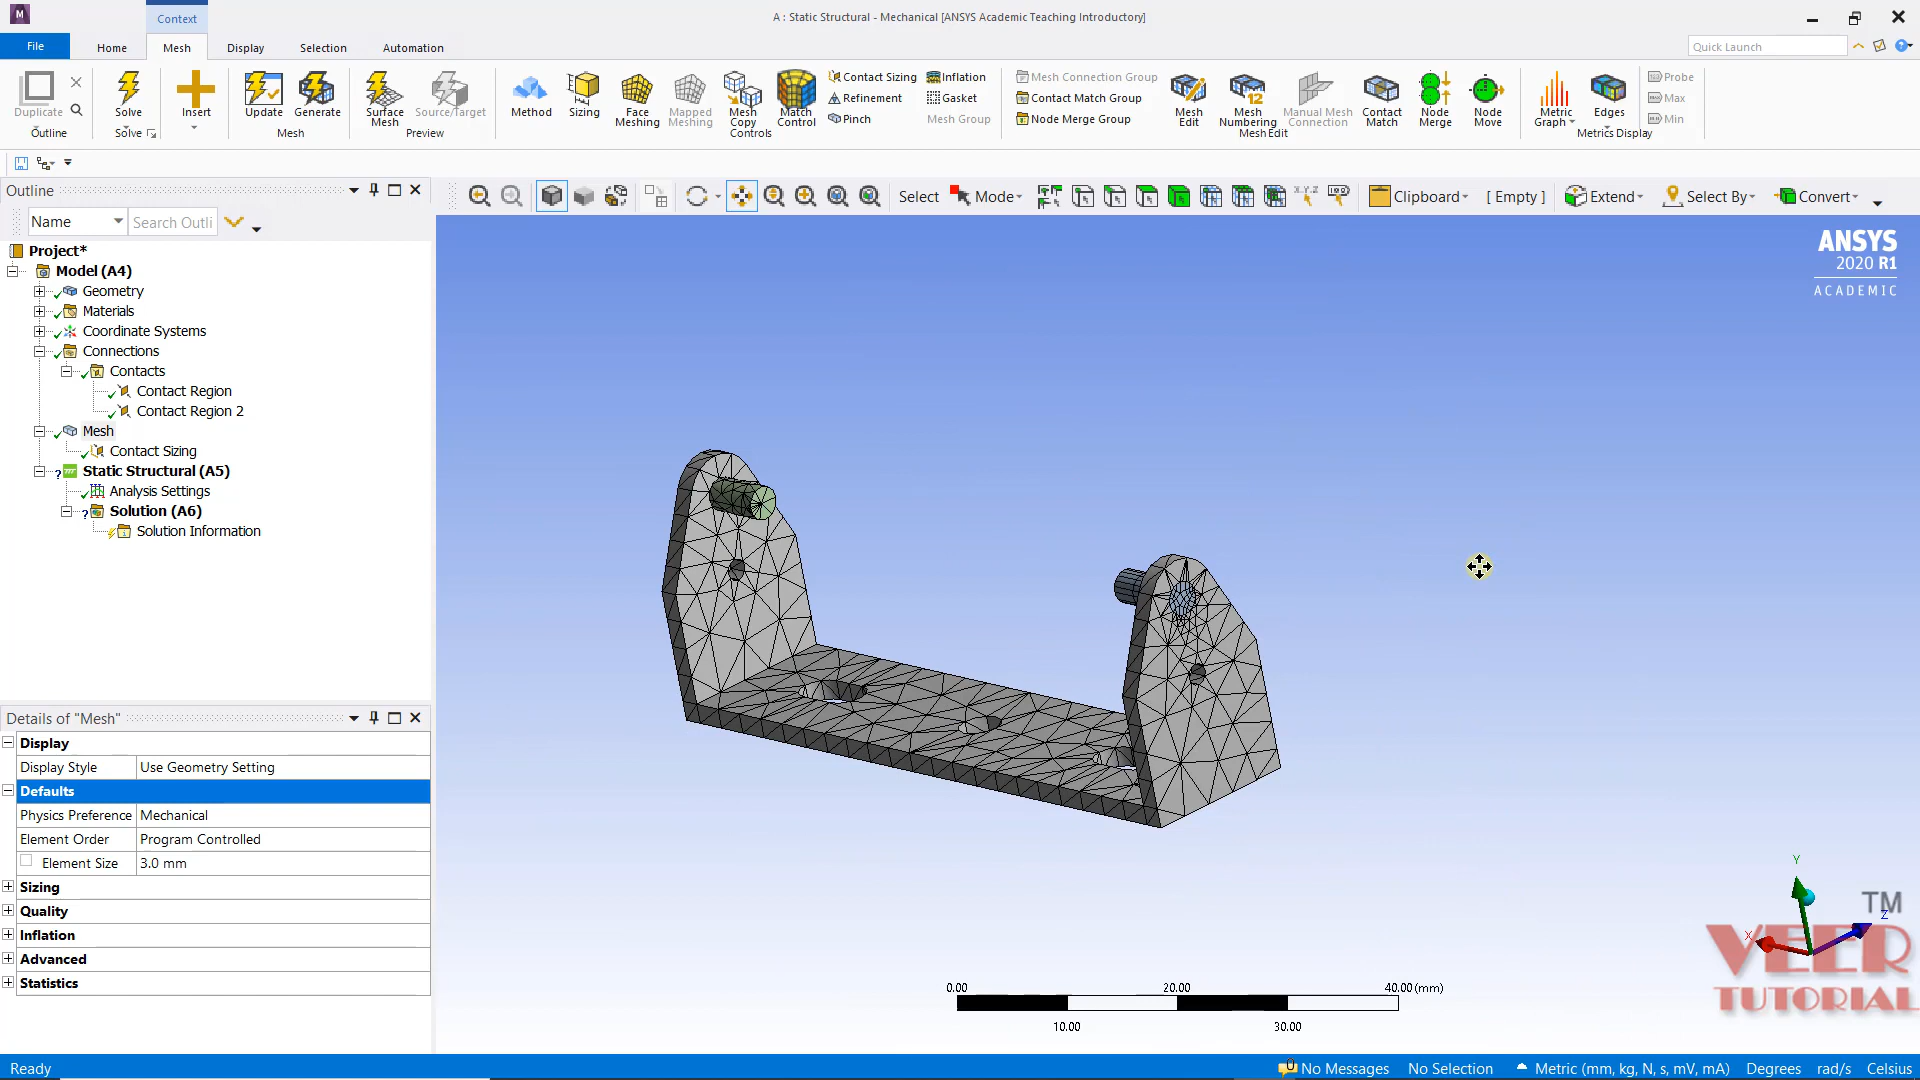 A : Static Structural - Mechanical [ANSYS Academic Teaching Introductory]
Context
File
Home
Mesh
Display
Selection
Automation
Quick Launch
Duplicate
Outline
Solve
Solve
Insert
Insert
Update
Generate
Mesh
Surface Mesh
Source/Target
Preview
Method
Sizing
Face Meshing
Mapped Meshing
Mesh Copy
Match Control
Contact Sizing
Refinement
Pinch
Inflation
Gasket
Mesh Group
Controls
Mesh Connection Group
Contact Match Group
Node Merge Group
Mesh Edit
Mesh Numbering
Manual Mesh Connection
Contact Match
Node Merge
Node Move
Mesh Edit
Metric Graph
Edges
Probe
Max
Min
Metrics Display
Outline
Name
Search Outli
Select
Mode
Clipboard
[ Empty ]
Extend
Select By
Convert
Project*
Model (A4)
Geometry
Materials
Coordinate Systems
Connections
Contacts
Contact Region
Contact Region 2
Mesh
Contact Sizing
Static Structural (A5)
Analysis Settings
Solution (A6)
Solution Information
ANSYS
2020 R1
ACADEMIC
Details of "Mesh"
Display
Display Style Use Geometry Setting
Defaults
Physics Preference Mechanical
Element Order Program Controlled
Element Size 3.0 mm
Sizing
Quality
Inflation
Advanced
Statistics
Y
X
Z
TM
VEER
TUTORIAL
0.00 20.00 40.00 (mm)
10.00 30.00
Ready
No Messages
No Selection
Metric (mm, kg, N, s, mV, mA)
Degrees
rad/s
Celsius